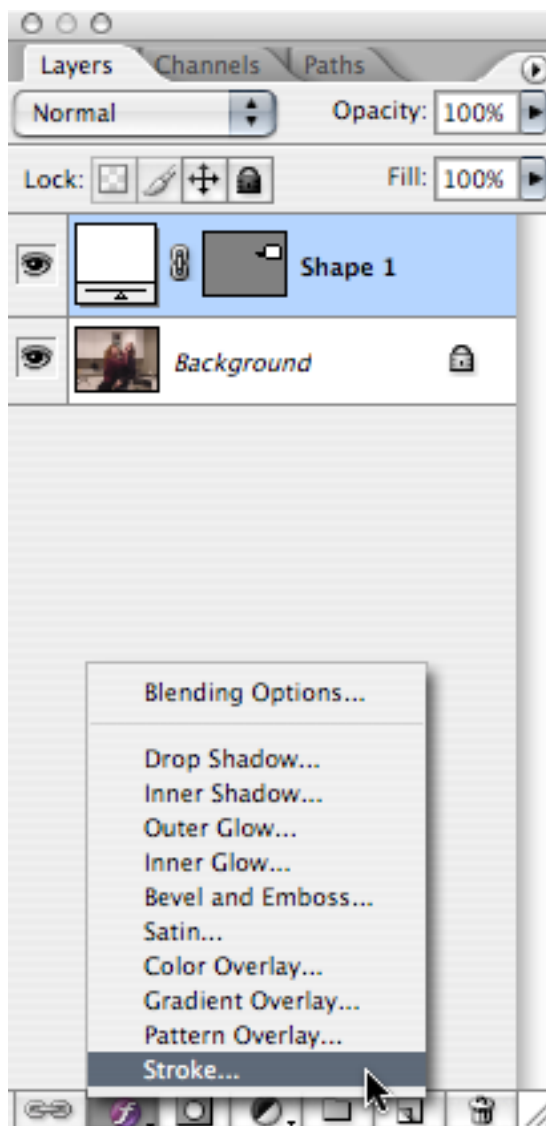 Layers Channels Paths
Normal Opacity: 100%
Lock: Fill: 100%
Shape 1
Background
Blending Options...
Drop Shadow...
Inner Shadow...
Outer Glow...
Inner Glow...
Bevel and Emboss...
Satin...
Color Overlay...
Gradient Overlay...
Pattern Overlay...
Stroke...